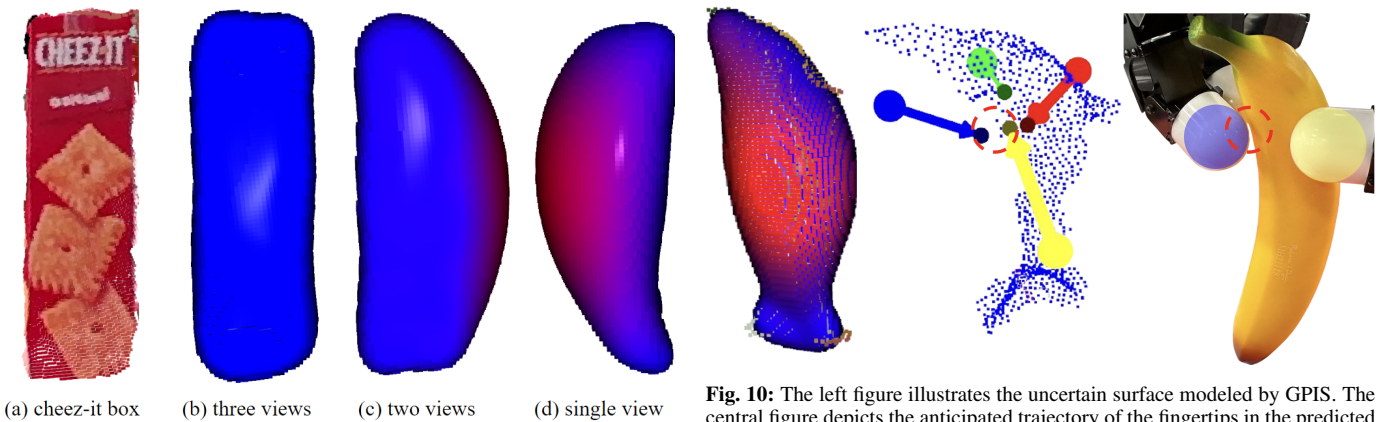 CHEEZ-IT
(a) cheez-it box
(b) three views
(c) two views
(d) single view
Fig. 10: The left figure illustrates the uncertain surface modeled by GPIS. The
central figure depicts the anticipated trajectory of the fingertips in the predicted